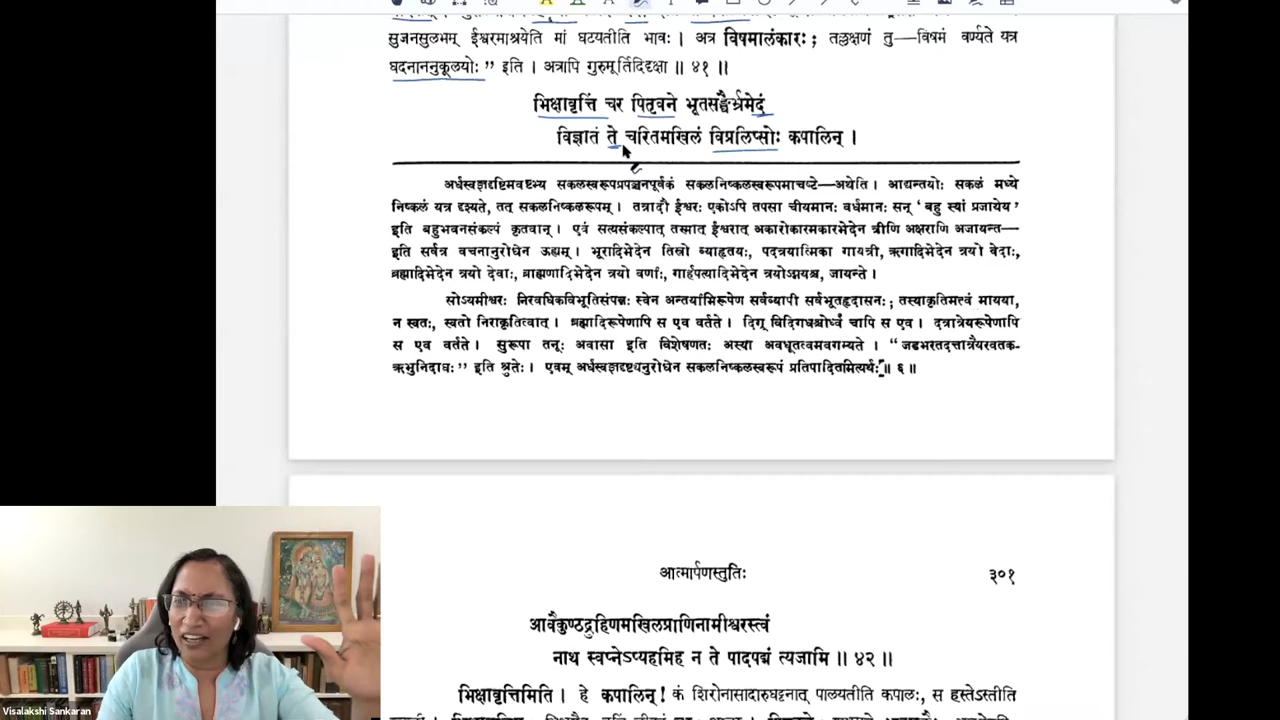 सुजनसुलभम् ईश्वरमाश्रयेति मां घटयतीति भावः । अत्र विषमालंकारः; तल्लक्षणं तु—विषमं वर्ण्यते यत्र
घदनाननुकूलयोः” इति । अत्रापि गुरुमूर्तिदिदृक्षा ॥ ४१ ॥
भिक्षावृत्तिं चर पितृवने भूतसङ्घैर्भ्रमेदं
विज्ञातं ते चरितमखिलं विप्रलिप्सोः कपालिन् ।
अर्धस्वज्ञदृष्टिमवष्टभ्य सकलस्वरूपप्रपञ्चनपूर्वकं सकलनिष्कलस्वरूपमाचष्टे—अथेति । आद्यन्तयोः सकलं मध्ये
निष्कलं यत्र दृश्यते, तत् सकलनिष्कलरूपम् । तत्रादौ ईश्वरः एकोऽपि तपसा चीयमानः वर्धमानः सन् ‘बहु स्यां प्रजायेय’
इति बहुभवनसंकल्पं कृतवान् । एवं सत्यसंकल्पात् तस्मात् ईश्वरात् अकारोकारमकारभेदेन त्रीणि अक्षराणि अजायन्त—
इति सर्वत्र वचनानुरोधेन ऊह्यम् । भूरादिभेदेन तिस्रो व्याहृतयः, पदत्रयात्मिका गायत्री, ऋगादिभेदेन त्रयो वेदाः,
ब्रह्मादिभेदेन त्रयो देवाः, ब्राह्मणादिभेदेन त्रयो वर्णाः, गार्हपत्यादिभेदेन त्रयोऽग्नयश्च, जायन्ते ।
सोऽयमीश्वरः निरवधिकविभूतिसंपन्नः स्वेन अन्तर्यामिरूपेण सर्वव्यापी सर्वभूतहृदासनः; तस्याकृतिमत्त्वं मायया,
न स्वतः, स्वतो निराकृतित्वात् । ब्रह्मादिरूपेणापि स एव वर्तते । दिग् विदिगधश्चोर्ध्वं चापि स एव । दत्तात्रेयरूपेणापि
स एव वर्तते । सुरूपा तनूः अवासा इति विशेषणतः अस्या अवधूतत्वमवगम्यते । “जडभरतदत्तात्रेयरवतक-
ऋभुनिदाघः” इति श्रुतेः । एवम् अर्धस्वज्ञदृष्ट्यनुरोधेन सकलनिष्कलस्वरूपं प्रतिपादितमित्यर्थः ॥ ६ ॥
आत्मार्पणस्तुतिः ३०१
आवैकुण्ठद्रुहिणमखिलप्राणिनामीश्वरस्त्वं
नाथ स्वप्नेऽप्यहमिह न ते पादपद्मं त्यजामि ॥ ४२ ॥
भिक्षावृत्तिमिति । हे कपालिन् ! कं शिरोनासादारुघट्टनात् पालयतीति कपालः, स हस्तेऽस्तीति
Visalakshi Sankaran